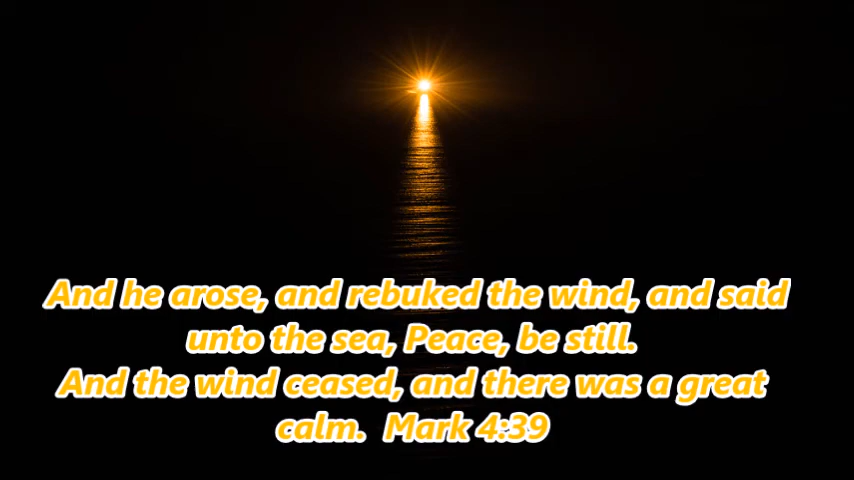 And he arose, and rebuked the wind, and said
unto the sea, Peace, be still.
And the wind ceased, and there was a great
calm.  Mark 4:39